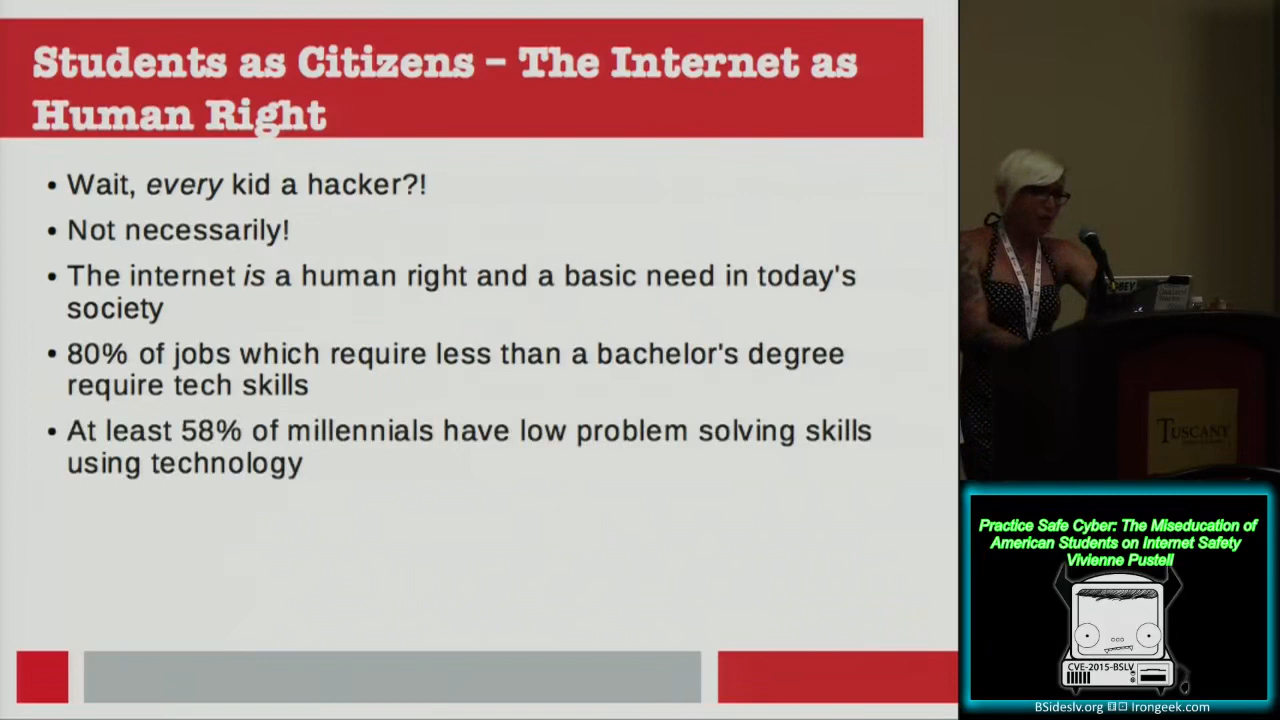 Students as Citizens – The Internet as
Human Right
• Wait, every kid a hacker?!
• Not necessarily!
• The internet is a human right and a basic need in today's
society
• 80% of jobs which require less than a bachelor's degree
require tech skills
• At least 58% of millennials have low problem solving skills
using technology
TUSCANY
Practice Safe Cyber: The Miseducation of
American Students on Internet Safety
Vivienne Pustell
CVE-2015-BSLV
BSideslv.org Irongeek.com